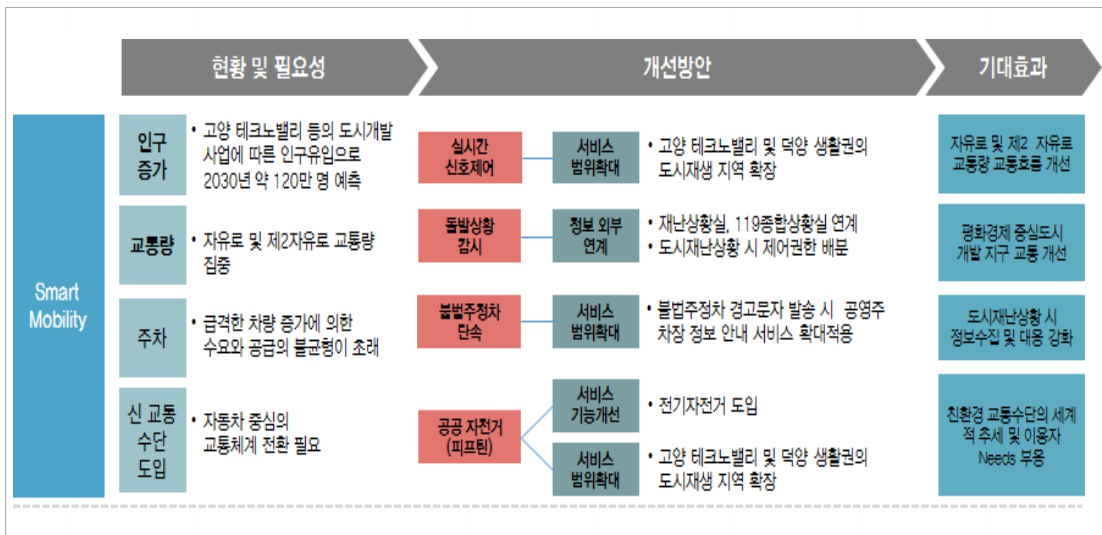 현황 및 필요성
개선방안
기대효과
Smart
Mobility
인구
증가
• 고양 테크노밸리 등의 도시개발
사업에 따른 인구유입으로
2030년 약 120만 명 예측
실시간
신호제어
서비스
범위확대
• 고양 테크노밸리 및 덕양 생활권의
도시재생 지역 확장
자유로 및 제2 자유로
교통량 교통흐름 개선
교통량
• 자유로 및 제2자유로 교통량
집중
돌발상황
감시
정보 외부
연계
• 재난상황실, 119종합상황실 연계
• 도시재난상황 시 제어권한 배분
평화경제 중심도시
개발 지구 교통 개선
주차
• 급격한 차량 증가에 의한
수요와 공급의 불균형이 초래
불법주정차
단속
서비스
범위확대
• 불법주정차 경고문자 발송 시 공영주
차장 정보 안내 서비스 확대적용
도시재난상황 시
정보수집 및 대응 강화
신 교통
수단
도입
• 자동차 중심의
교통체계 전환 필요
공공 자전거
(피프틴)
서비스
기능개선
• 전기자전거 도입
서비스
범위확대
• 고양 테크노밸리 및 덕양 생활권의
도시재생 지역 확장
친환경 교통수단의 세계
적 추세 및 이용자
Needs 부응